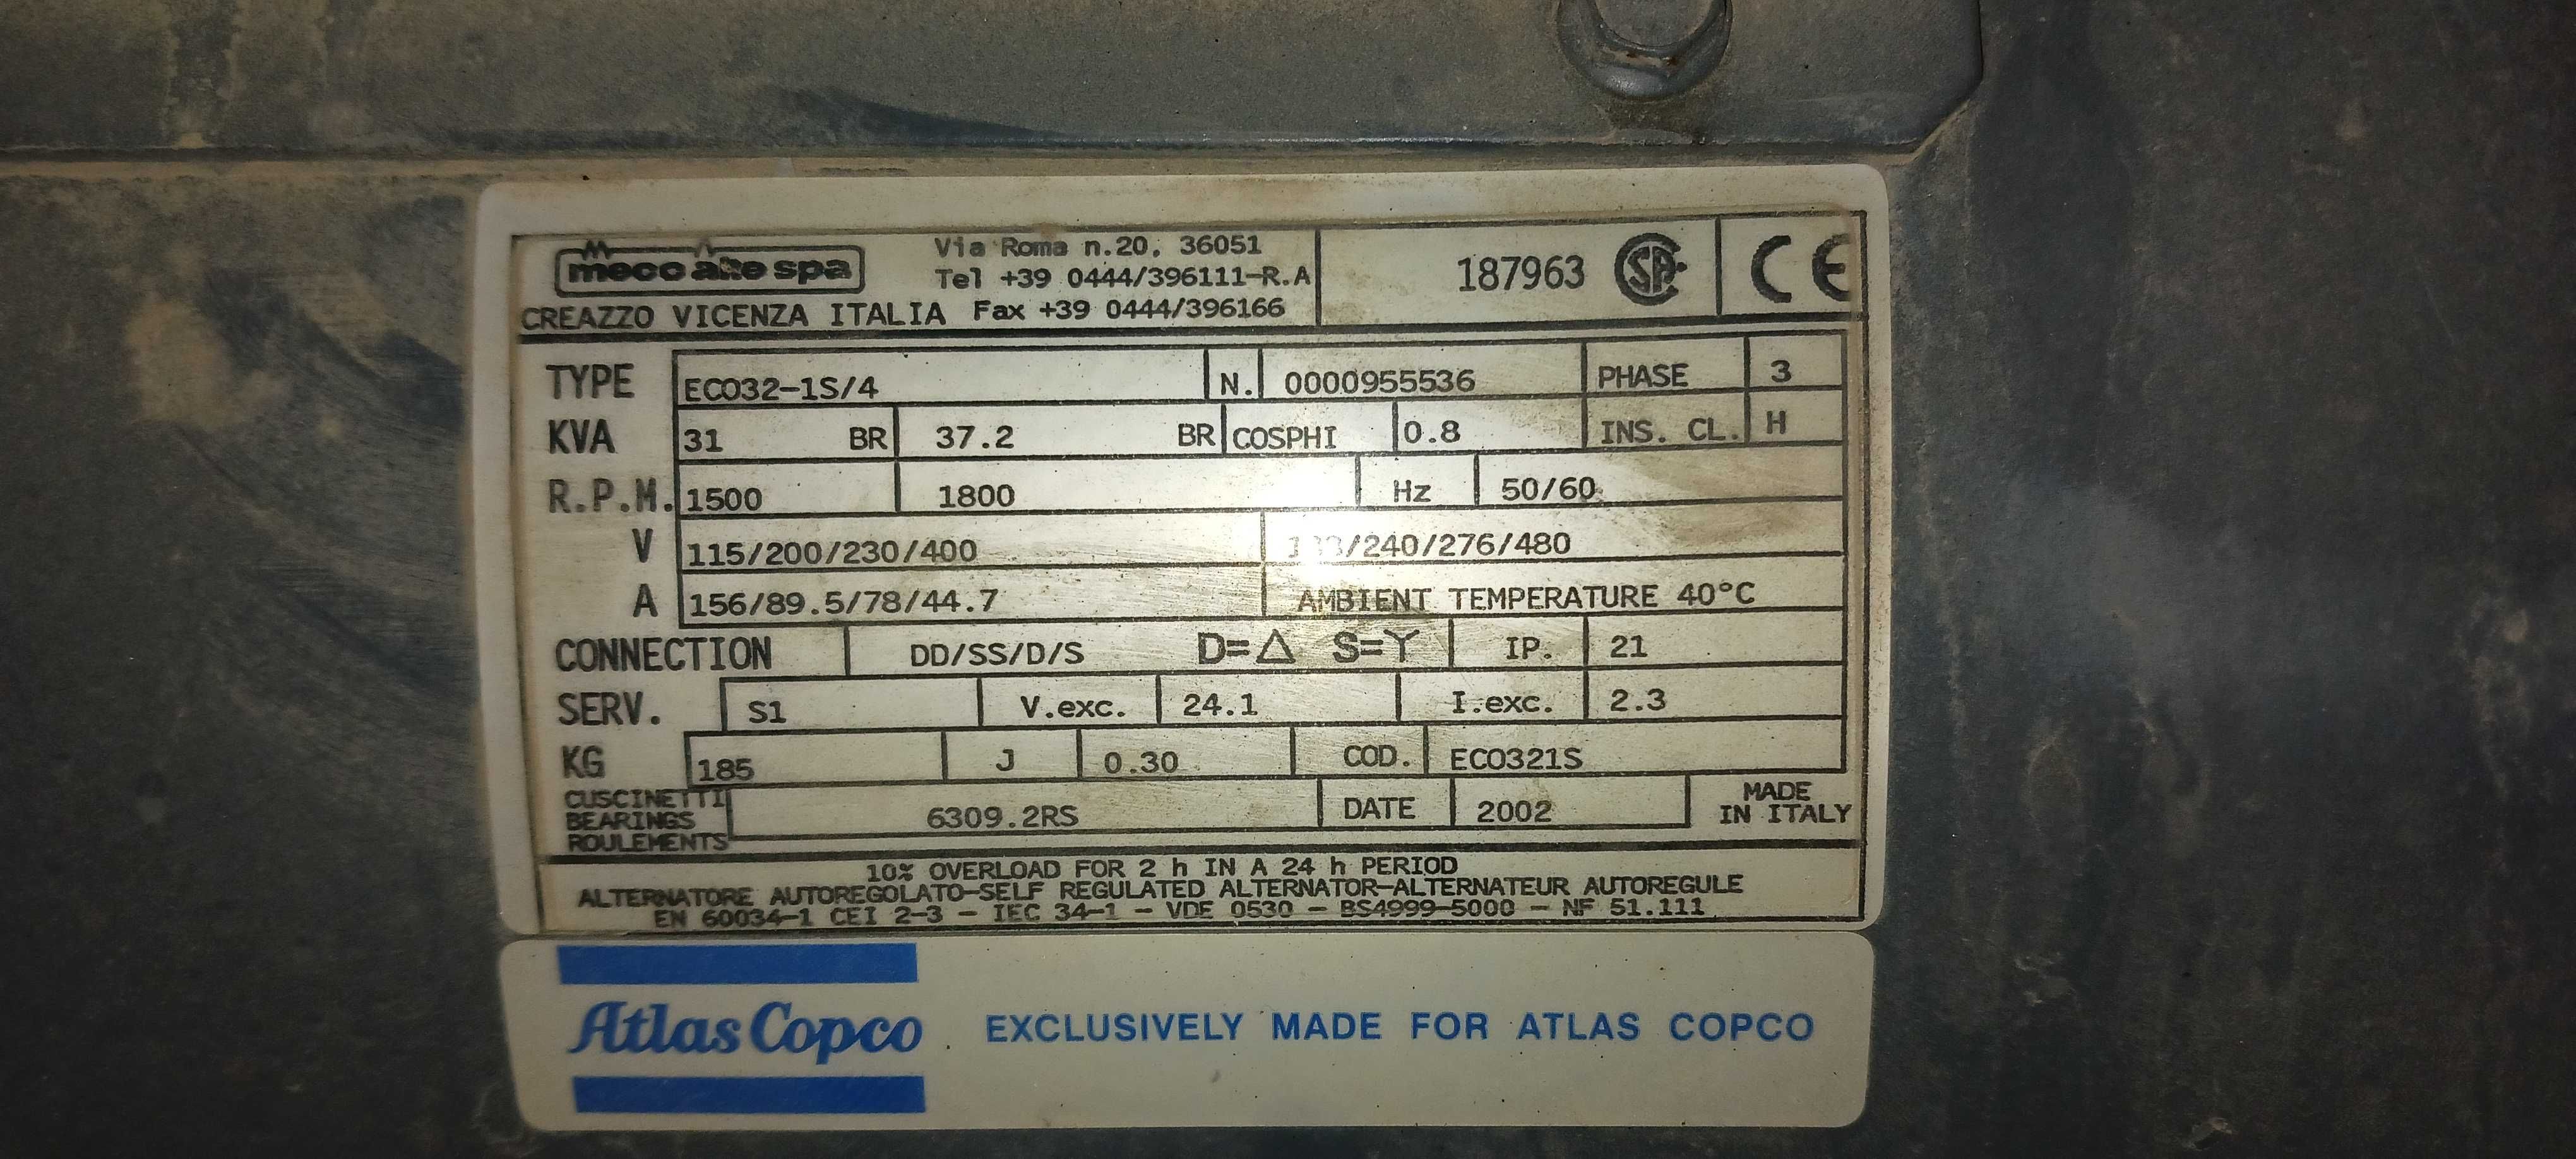 mecc alte spa
Via Roma n.20, 36051
Tel +39 0444/396111-R.A
CREAZZO VICENZA ITALIA Fax +39 0444/396166
187963 CSA CE
TYPE ECO32-1S/4 N. 0000955536 PHASE 3
KVA 31 BR 37.2 BR COSPHI 0.8 INS. CL. H
R.P.M. 1500 1800 Hz 50/60
V 115/200/230/400 /240/276/480
A 156/89.5/78/44.7 AMBIENT TEMPERATURE 40°C
CONNECTION DD/SS/D/S D=△ S=Y IP. 21
SERV. S1 V.exc. 24.1 I.exc. 2.3
KG 185 J 0.30 COD. ECO321S
CUSCINETTI
BEARINGS
ROULEMENTS
6309.2RS DATE 2002
MADE
IN ITALY
10% OVERLOAD FOR 2 h IN A 24 h PERIOD
ALTERNATORE AUTOREGOLATO-SELF REGULATED ALTERNATOR-ALTERNATEUR AUTOREGULE
EN 60034-1 CEI 2-3 - IEC 34-1 - VDE 0530 - BS4999-5000 - NF 51.111
Atlas Copco EXCLUSIVELY MADE FOR ATLAS COPCO